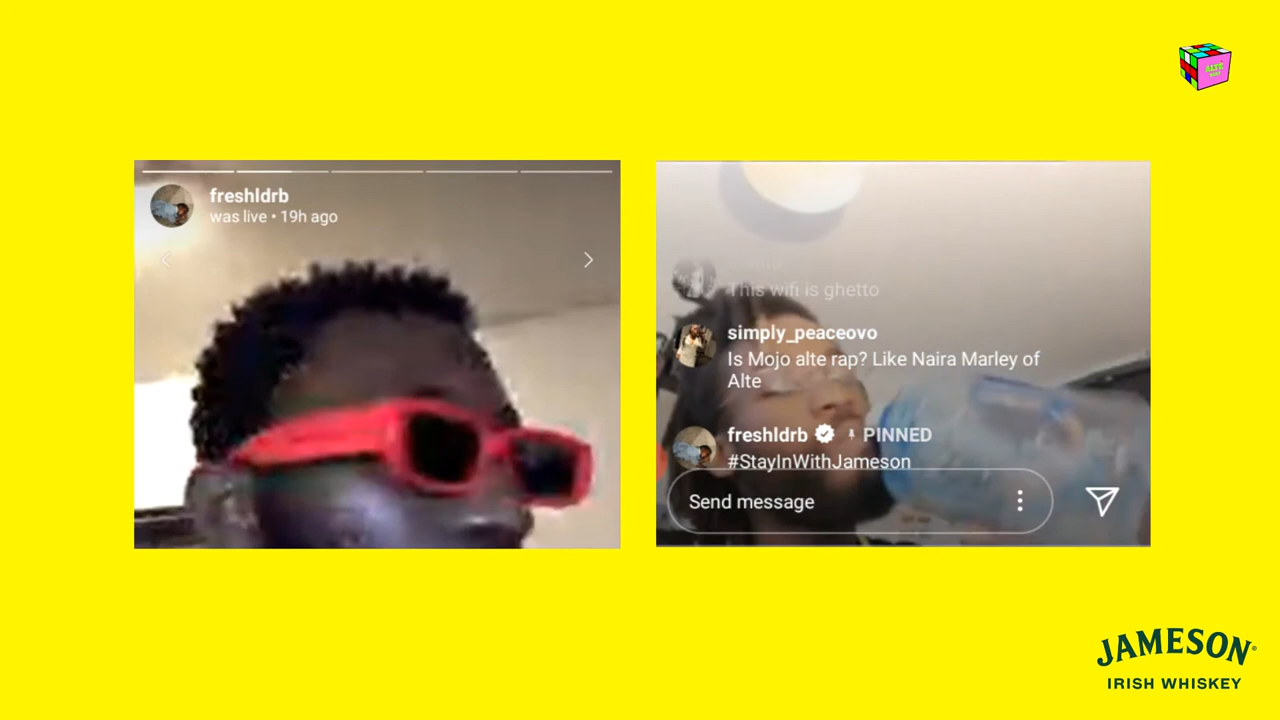 ALTÉ
freshldrb
was live • 19h ago
This wifi is ghetto
simply_peaceovo
Is Mojo alte rap? Like Naira Marley of
Alte
freshldrb PINNED
#StayInWithJameson
Send message
JAMESON®
IRISH WHISKEY